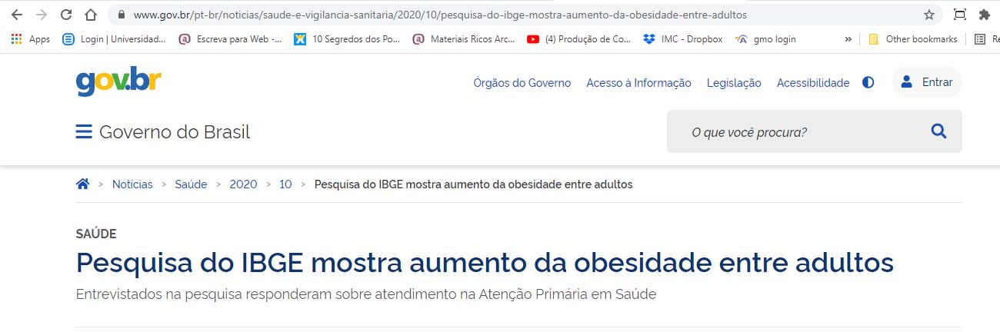 www.gov.br/pt-br/noticias/saude-e-vigilancia-sanitaria/2020/10/pesquisa-do-ibge-mostra-aumento-da-obesidade-entre-adultos
Apps Login | Universidad... Escreva para Web -... 10 Segredos dos Po... Materiais Ricos Arc... (4) Produção de Co... IMC - Dropbox gmo login » Other bookmarks Re
gov.br
Órgãos do Governo Acesso à Informação Legislação Acessibilidade Entrar
Governo do Brasil
O que você procura?
> Notícias > Saúde > 2020 > 10 > Pesquisa do IBGE mostra aumento da obesidade entre adultos
SAÚDE
Pesquisa do IBGE mostra aumento da obesidade entre adultos
Entrevistados na pesquisa responderam sobre atendimento na Atenção Primária em Saúde